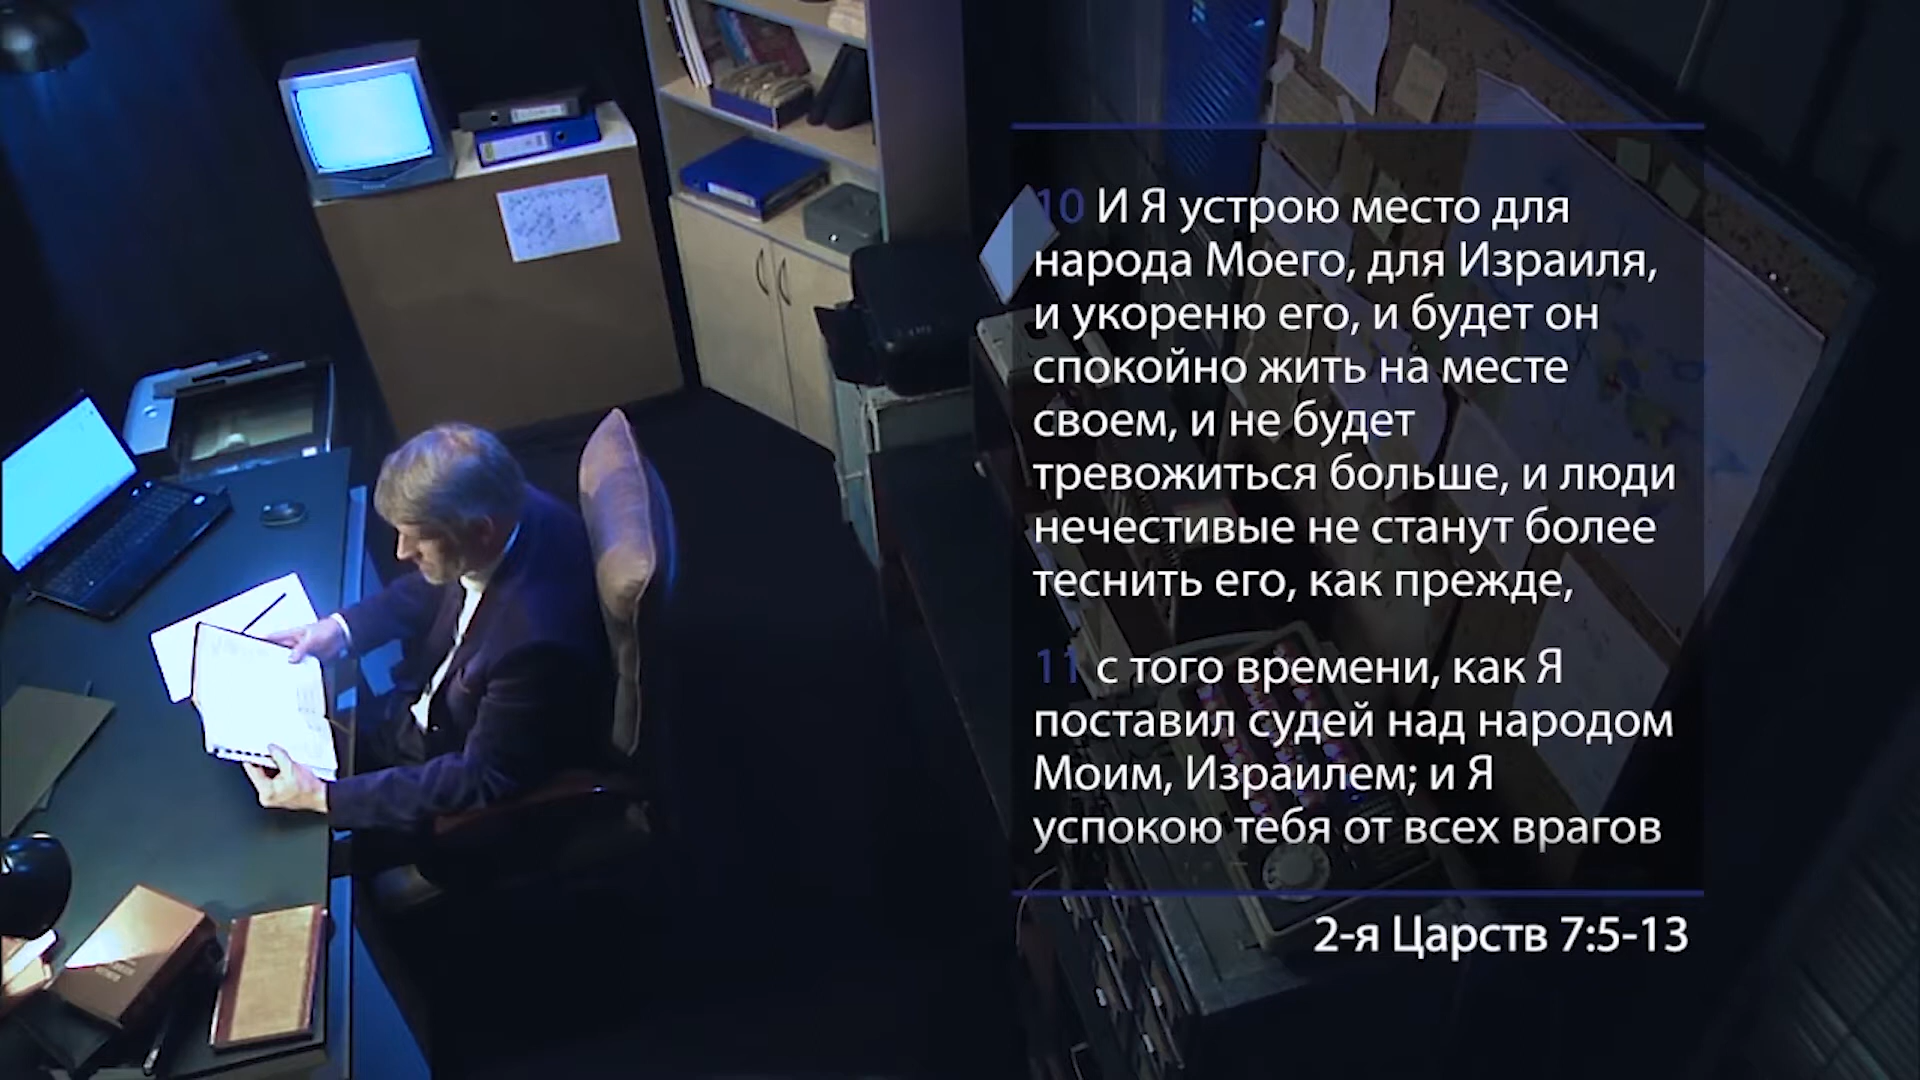 10 И Я устрою место для
народа Моего, для Израиля,
и укореню его, и будет он
спокойно жить на месте
своем, и не будет
тревожиться больше, и люди
нечестивые не станут более
теснить его, как прежде,
11 с того времени, как Я
поставил судей над народом
Моим, Израилем; и Я
успокою тебя от всех врагов
2-я Царств 7:5-13